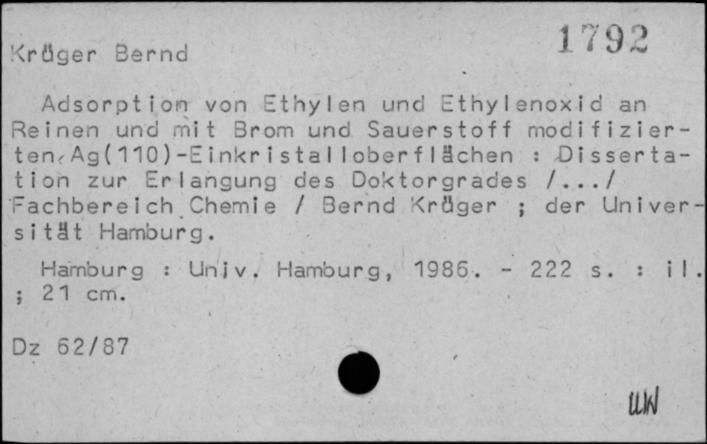 1792
Krüger Bernd
Adsorption von Ethylen und Ethylenoxid an
Reinen und mit Brom und Sauerstoff modifizier-
ten Ag(110)-Einkristalloberflächen : Disserta-
tion zur Erlangung des Doktorgrades /.../
Fachbereich Chemie / Bernd Krüger ; der Univer-
sität Hamburg.
Hamburg : Univ. Hamburg, 1986. - 222 s. : il.
; 21 cm.
Dz 62/87
UW